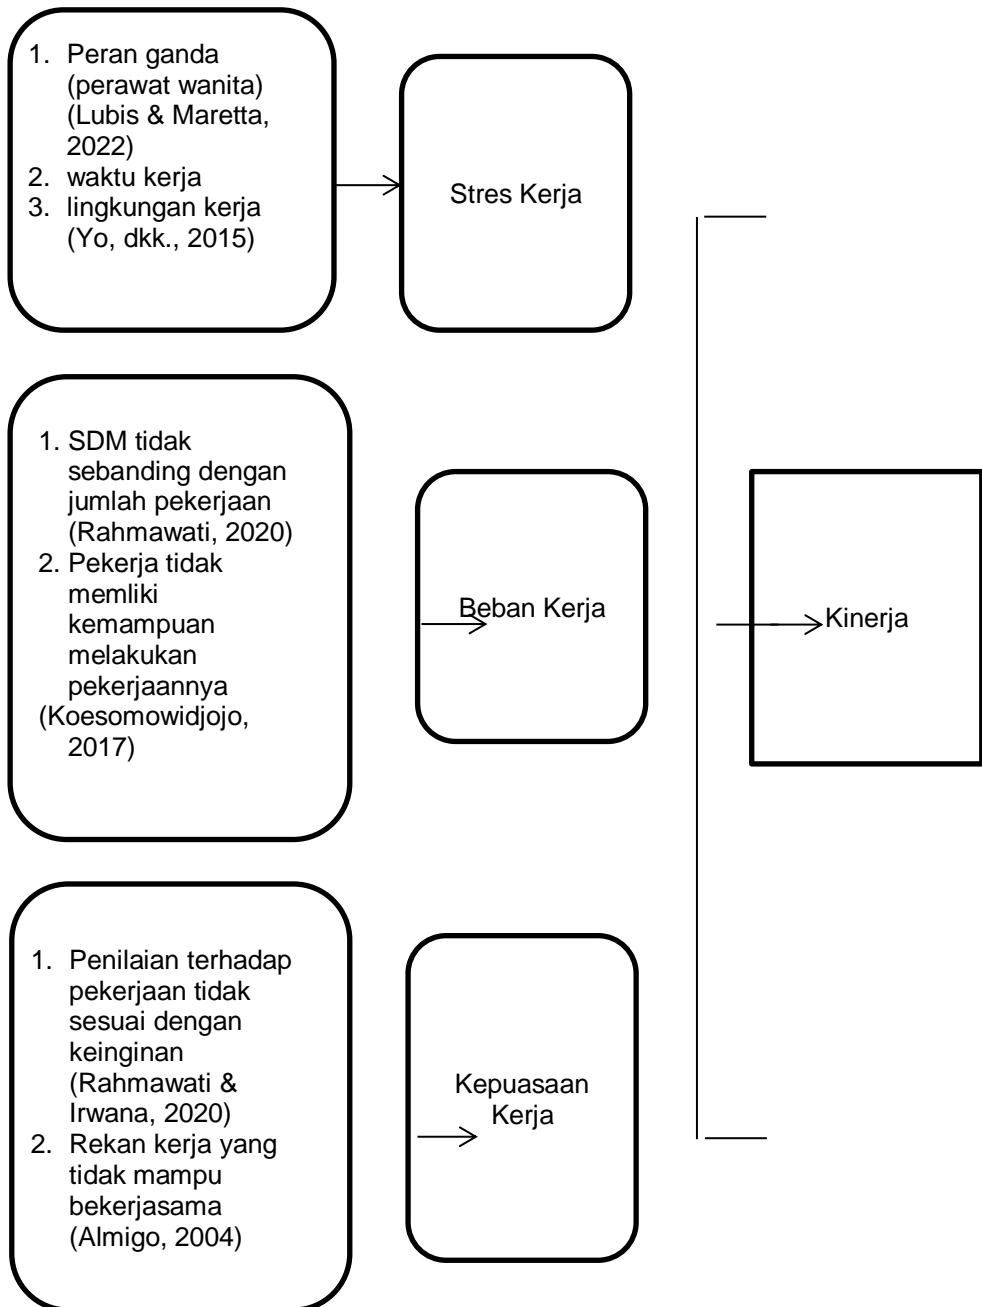 1. Peran ganda
(perawat wanita)
(Lubis & Maretta,
2022)
2. waktu kerja
3. lingkungan kerja
(Yo, dkk., 2015)
Stres Kerja
1. SDM tidak
sebanding dengan
jumlah pekerjaan
(Rahmawati, 2020)
2. Pekerja tidak
memliki
kemampuan
melakukan
pekerjaannya
(Koesomowidjojo,
2017)
Beban Kerja
Kinerja
1. Penilaian terhadap
pekerjaan tidak
sesuai dengan
keinginan
(Rahmawati &
Irwana, 2020)
2. Rekan kerja yang
tidak mampu
bekerjasama
(Almigo, 2004)
Kepuasaan
Kerja